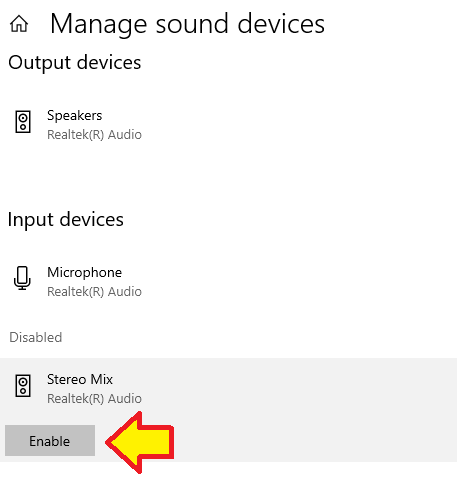 Manage sound devices
Output devices
Speakers
Realtek(R) Audio
Input devices
Microphone
Realtek(R) Audio
Disabled
Stereo Mix
Realtek(R) Audio
Enable